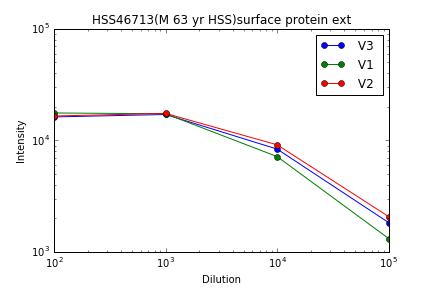 HSS46713(M 63 yr HSS)surface protein ext
10^5
V3
V1
V2
10^4
Intensity
10^3
10^2 10^3 10^4 10^5
Dilution